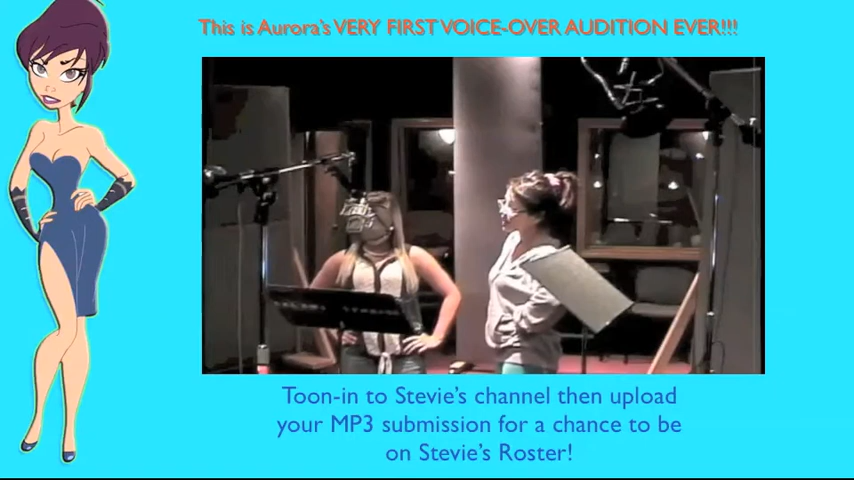 This is Aurora's VERY FIRST VOICE-OVER AUDITION EVER!!!
Toon-in to Stevie's channel then upload
your MP3 submission for a chance to be
on Stevie's Roster!